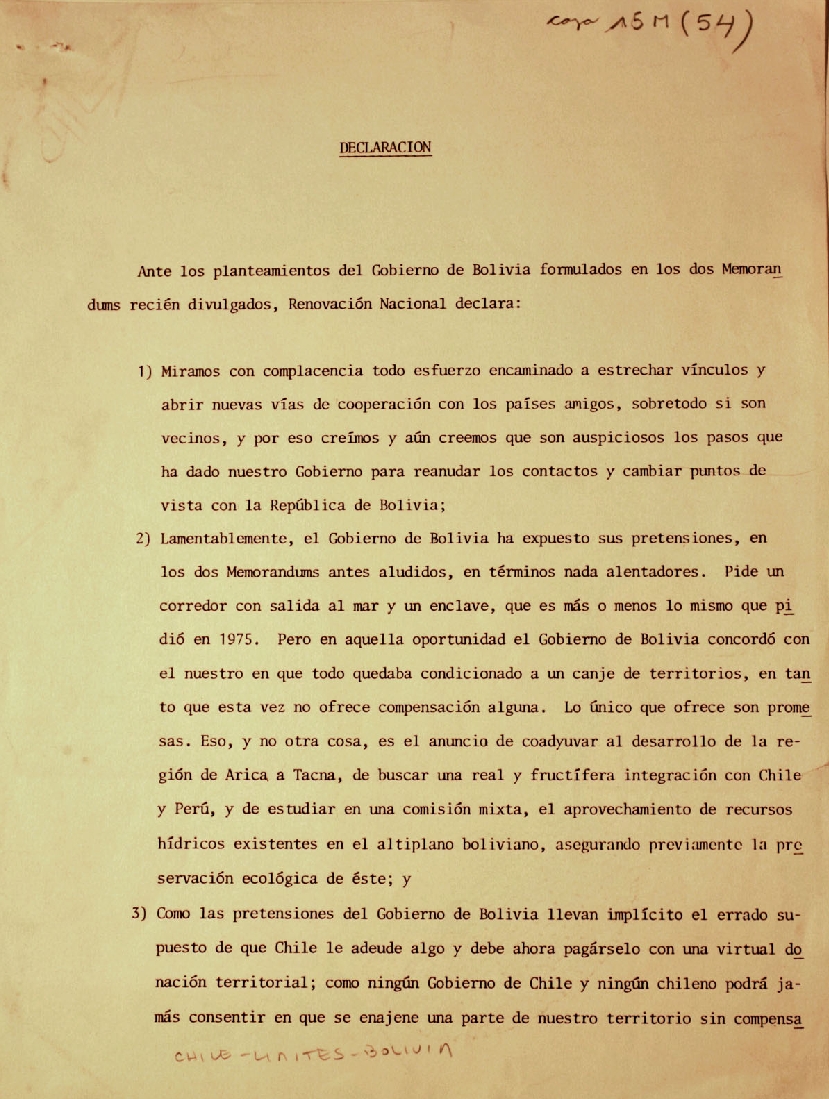 caja 15 M (54)
DECLARACION
Ante los planteamientos del Gobierno de Bolivia formulados en los dos Memoran
dums recién divulgados, Renovación Nacional declara:
1) Miramos con complacencia todo esfuerzo encaminado a estrechar vínculos y
abrir nuevas vías de cooperación con los países amigos, sobretodo si son
vecinos, y por eso creímos y aún creemos que son auspiciosos los pasos que
ha dado nuestro Gobierno para reanudar los contactos y cambiar puntos de
vista con la República de Bolivia;
2) Lamentablemente, el Gobierno de Bolivia ha expuesto sus pretensiones, en
los dos Memorandums antes aludidos, en términos nada alentadores. Pide un
corredor con salida al mar y un enclave, que es más o menos lo mismo que pi
dió en 1975. Pero en aquella oportunidad el Gobierno de Bolivia concordó con
el nuestro en que todo quedaba condicionado a un canje de territorios, en tan
to que esta vez no ofrece compensación alguna. Lo único que ofrece son prome
sas. Eso, y no otra cosa, es el anuncio de coadyuvar al desarrollo de la re-
gión de Arica a Tacna, de buscar una real y fructífera integración con Chile
y Perú, y de estudiar en una comisión mixta, el aprovechamiento de recursos
hídricos existentes en el altiplano boliviano, asegurando previamente la pre
servación ecológica de éste; y
3) Como las pretensiones del Gobierno de Bolivia llevan implícito el errado su-
puesto de que Chile le adeude algo y debe ahora pagárselo con una virtual do
nación territorial; como ningún Gobierno de Chile y ningún chileno podrá ja-
más consentir en que se enajene una parte de nuestro territorio sin compensa
CHILE-LIMITES-BOLIVIA